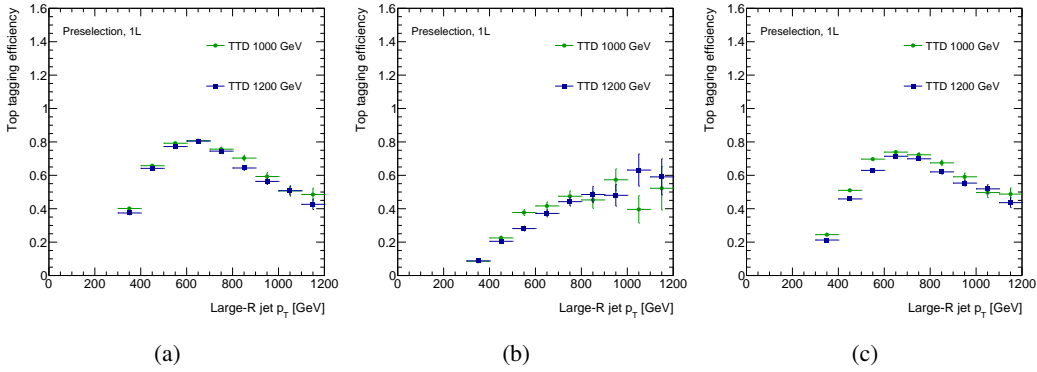 Top tagging efficiency
1.6
1.4
1.2
1
0.8
0.6
0.4
0.2
0
Preselection, 1L
TTD 1000 GeV
TTD 1200 GeV
0 200 400 600 800 1000 1200
Large-R jet p_T [GeV]
(a)
Top tagging efficiency
1.6
1.4
1.2
1
0.8
0.6
0.4
0.2
0
Preselection, 1L
TTD 1000 GeV
TTD 1200 GeV
0 200 400 600 800 1000 1200
Large-R jet p_T [GeV]
(b)
Top tagging efficiency
1.6
1.4
1.2
1
0.8
0.6
0.4
0.2
0
Preselection, 1L
TTD 1000 GeV
TTD 1200 GeV
0 200 400 600 800 1000 1200
Large-R jet p_T [GeV]
(c)